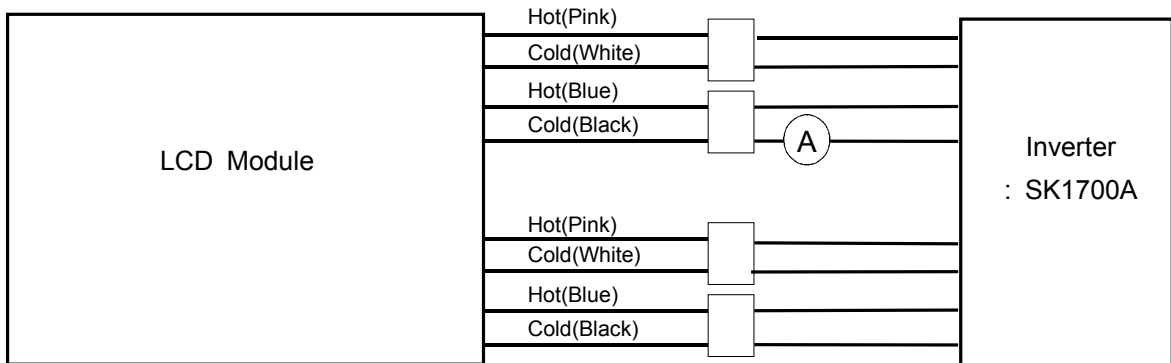 Hot(Pink)
Cold(White)
Hot(Blue)
Cold(Black)
A
LCD Module
Inverter
: SK1700A
Hot(Pink)
Cold(White)
Hot(Blue)
Cold(Black)